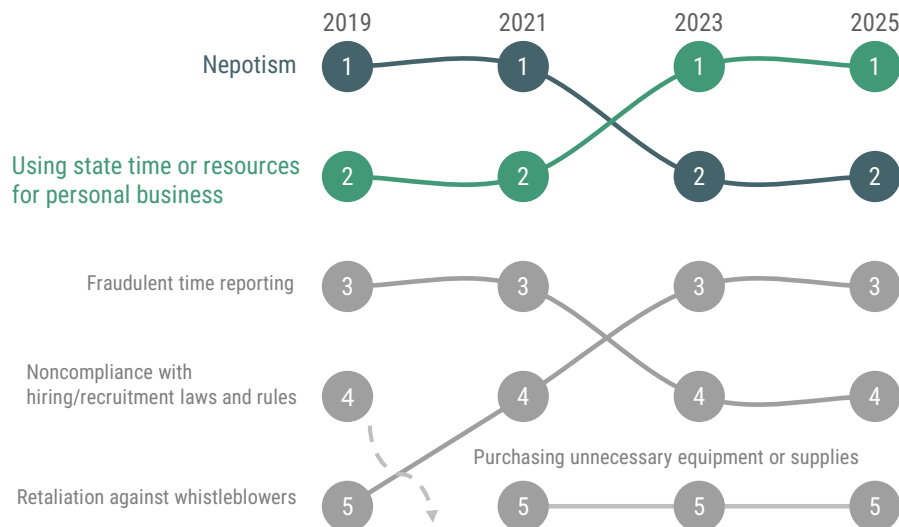 2019 2021 2023 2025
Nepotism 1 1 1 1
Using state time or resources
for personal business
2 2 2 2
Fraudulent time reporting 3 3 3 3
Noncompliance with
hiring/recruitment laws and rules
4 4 4 4
Purchasing unnecessary equipment or supplies
Retaliation against whistleblowers 5 5 5 5